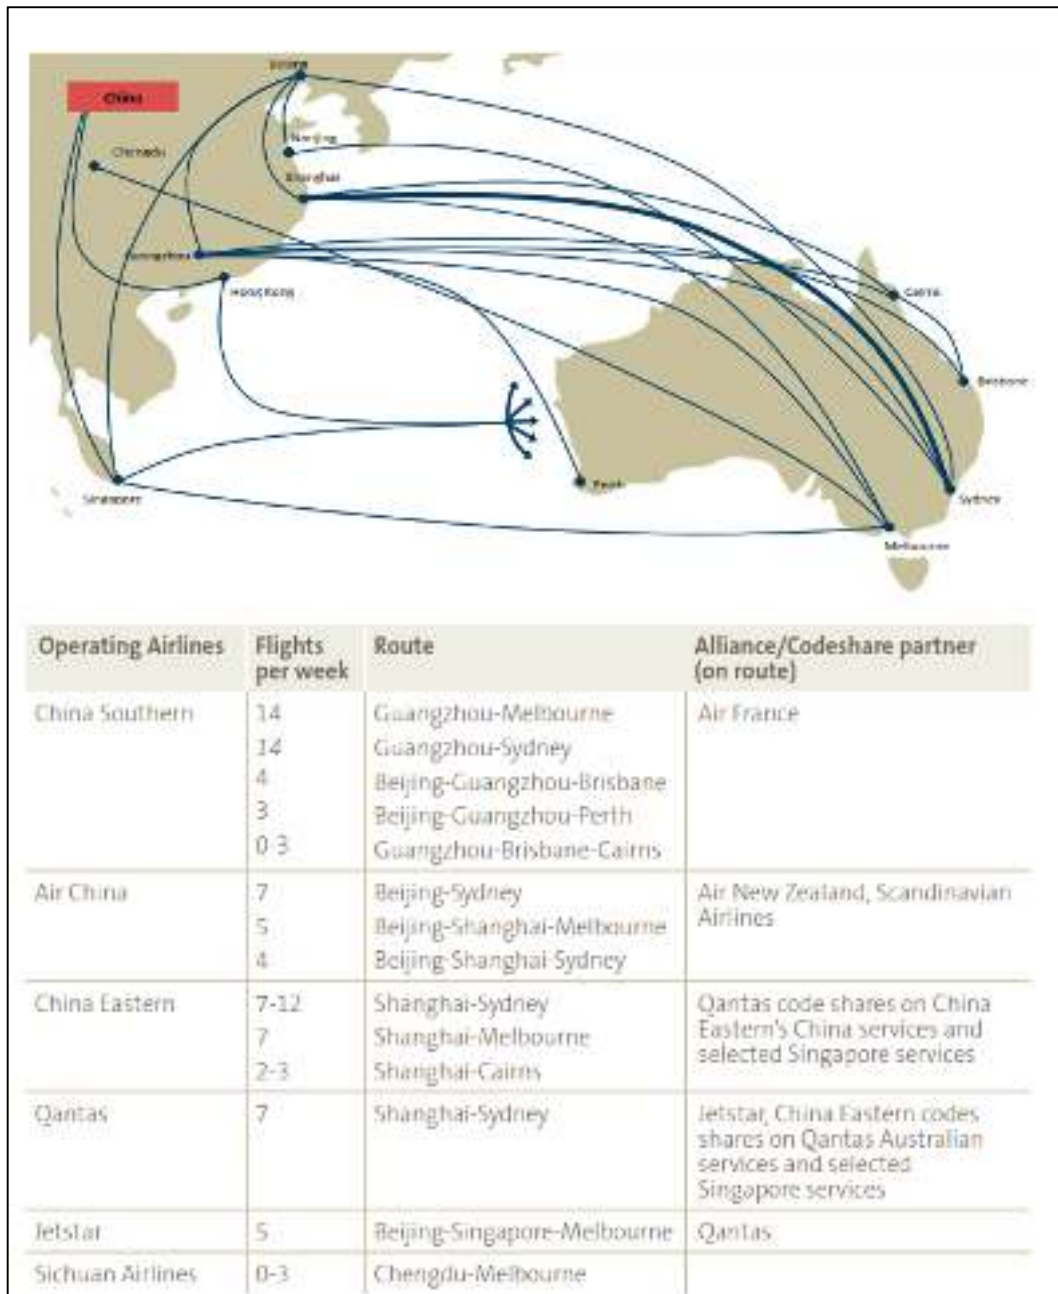 Beijing
China
Nanjing
Chengdu
Shanghai
Guangzhou
Hong Kong
Cairns
Brisbane
Perth
Singapore
Sydney
Melbourne
Operating Airlines Flights per week Route Alliance/Codeshare partner (on route)
China Southern 14 Guangzhou-Melbourne Air France
14 Guangzhou-Sydney
4 Beijing-Guangzhou-Brisbane
3 Beijing-Guangzhou-Perth
0-3 Guangzhou-Brisbane-Cairns
Air China 7 Beijing-Sydney Air New Zealand, Scandinavian
5 Beijing-Shanghai-Melbourne Airlines
4 Beijing-Shanghai-Sydney
China Eastern 7-12 Shanghai-Sydney Qantas code shares on China
7 Shanghai-Melbourne Eastern's China services and
2-3 Shanghai-Cairns selected Singapore services
Qantas 7 Shanghai-Sydney Jetstar, China Eastern codes
shares on Qantas Australian
services and selected
Singapore services
Jetstar 5 Beijing-Singapore-Melbourne Qantas
Sichuan Airlines 0-3 Chengdu-Melbourne